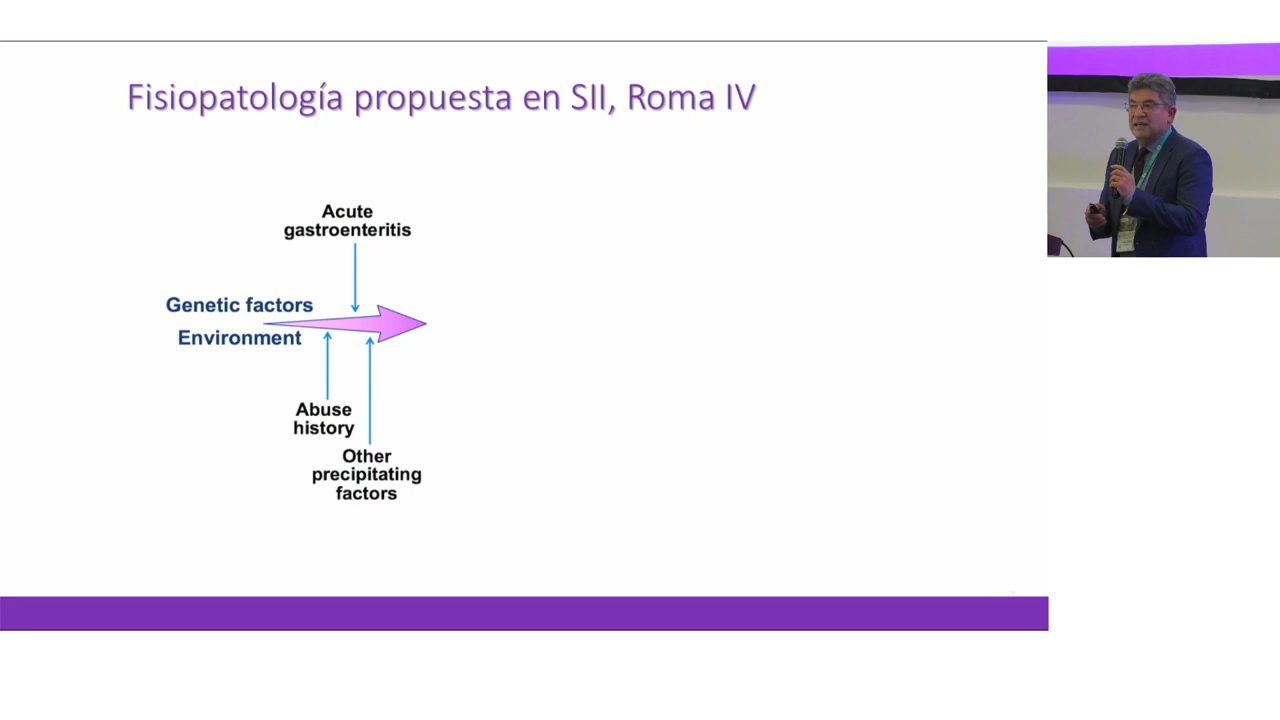 Fisiopatología propuesta en SII, Roma IV
Acute
gastroenteritis
Genetic factors
Environment
Abuse
history
Other
precipitating
factors